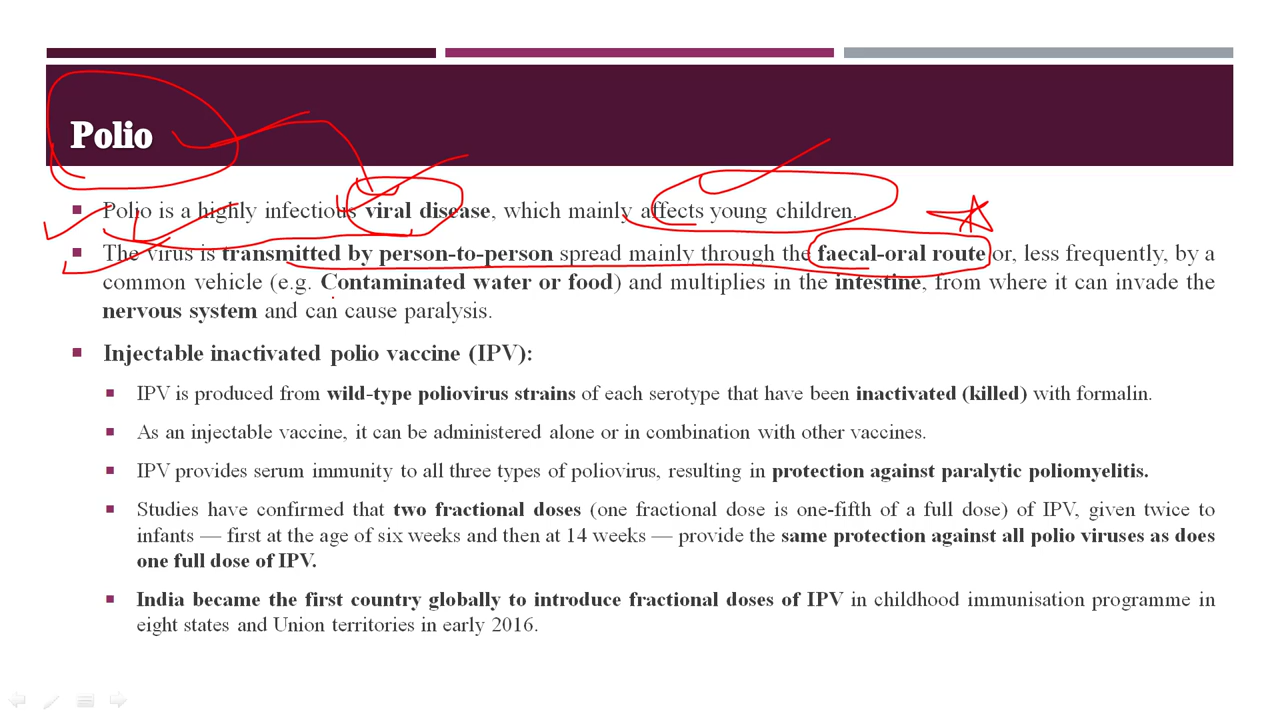 Polio
Polio is a highly infectious viral disease, which mainly affects young children.
The virus is transmitted by person-to-person spread mainly through the faecal-oral route or, less frequently, by a
common vehicle (e.g. Contaminated water or food) and multiplies in the intestine, from where it can invade the
nervous system and can cause paralysis.
Injectable inactivated polio vaccine (IPV):
IPV is produced from wild-type poliovirus strains of each serotype that have been inactivated (killed) with formalin.
As an injectable vaccine, it can be administered alone or in combination with other vaccines.
IPV provides serum immunity to all three types of poliovirus, resulting in protection against paralytic poliomyelitis.
Studies have confirmed that two fractional doses (one fractional dose is one-fifth of a full dose) of IPV, given twice to
infants — first at the age of six weeks and then at 14 weeks — provide the same protection against all polio viruses as does
one full dose of IPV.
India became the first country globally to introduce fractional doses of IPV in childhood immunisation programme in
eight states and Union territories in early 2016.